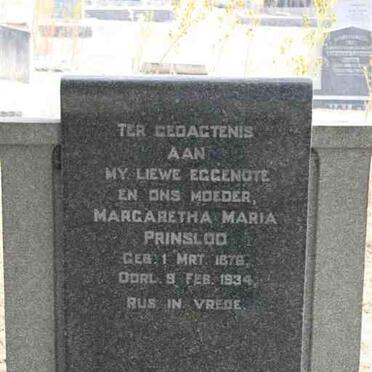 TER GEDAGTENIS
AAN
MY LIEWE EGGENOTE
EN ONS MOEDER,
MARGARETHA MARIA
PRINSLOO
GEB. 1 MRT. 1876.
OORL. 9 FEB. 1934.
RUS IN VREDE.